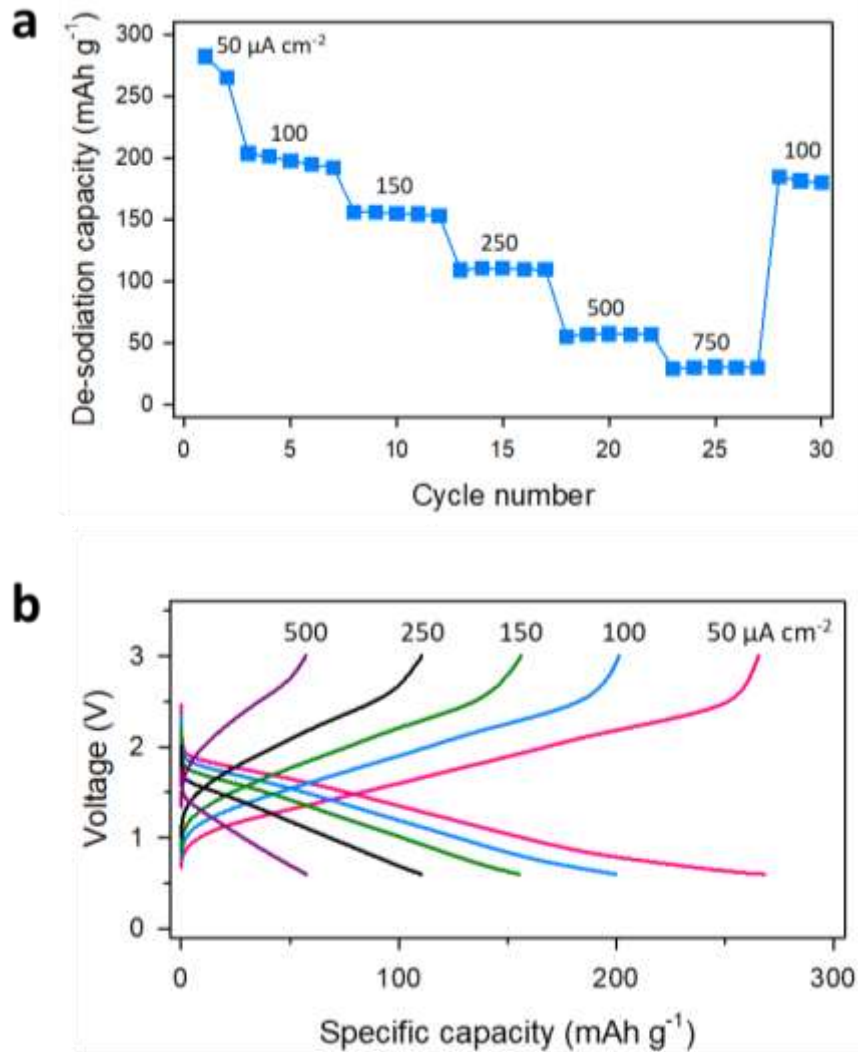 a
De-sodiation capacity (mAh g⁻¹)
300
250
200
150
100
50
0
50 μA cm⁻²
100
150
250
500
750
100
0 5 10 15 20 25 30
Cycle number
b
Voltage (V)
3
2
1
0
500 250 150 100 50 μA cm⁻²
0 100 200 300
Specific capacity (mAh g⁻¹)